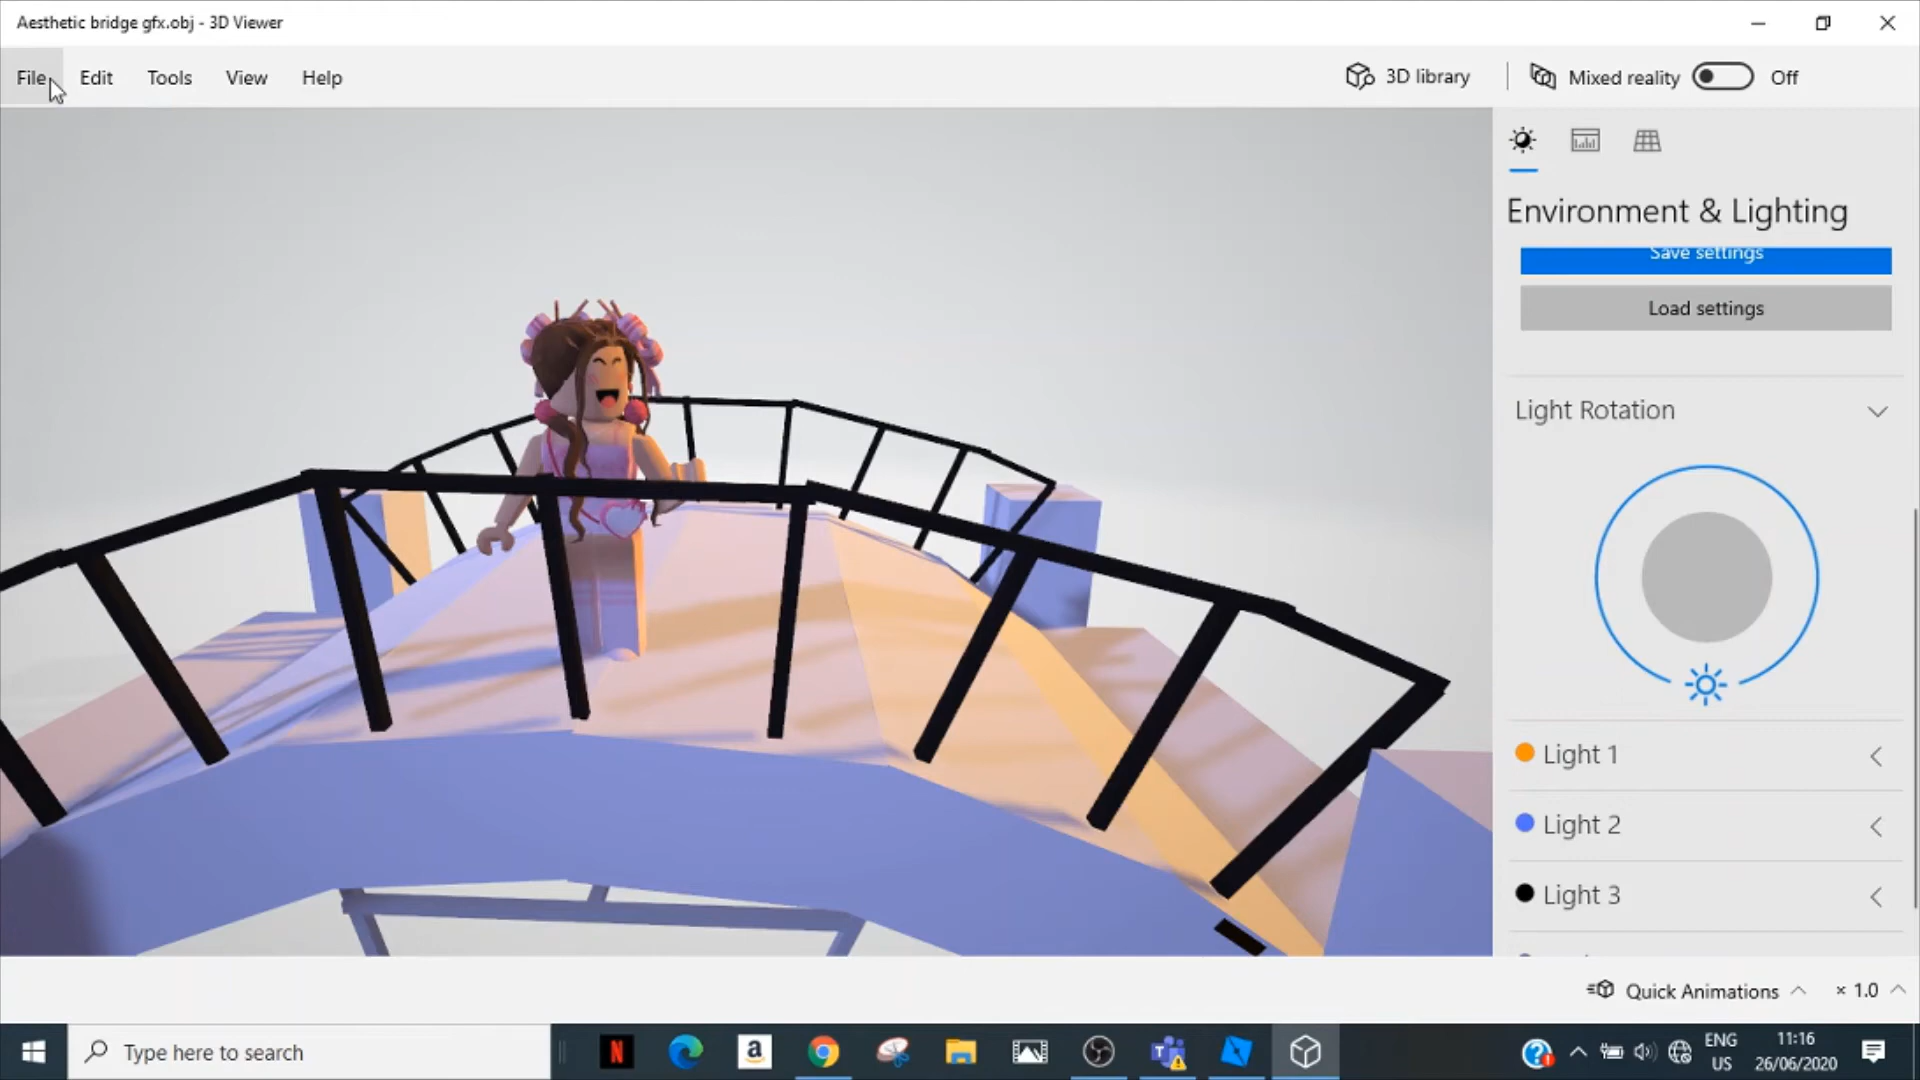 Aesthetic bridge gfx.obj - 3D Viewer
File Edit Tools View Help
3D library
Mixed reality Off
Environment & Lighting
Save settings
Load settings
Light Rotation
Light 1
Light 2
Light 3
Quick Animations
× 1.0
Type here to search
N
a
T
?
ENG
US
11:16
26/06/2020